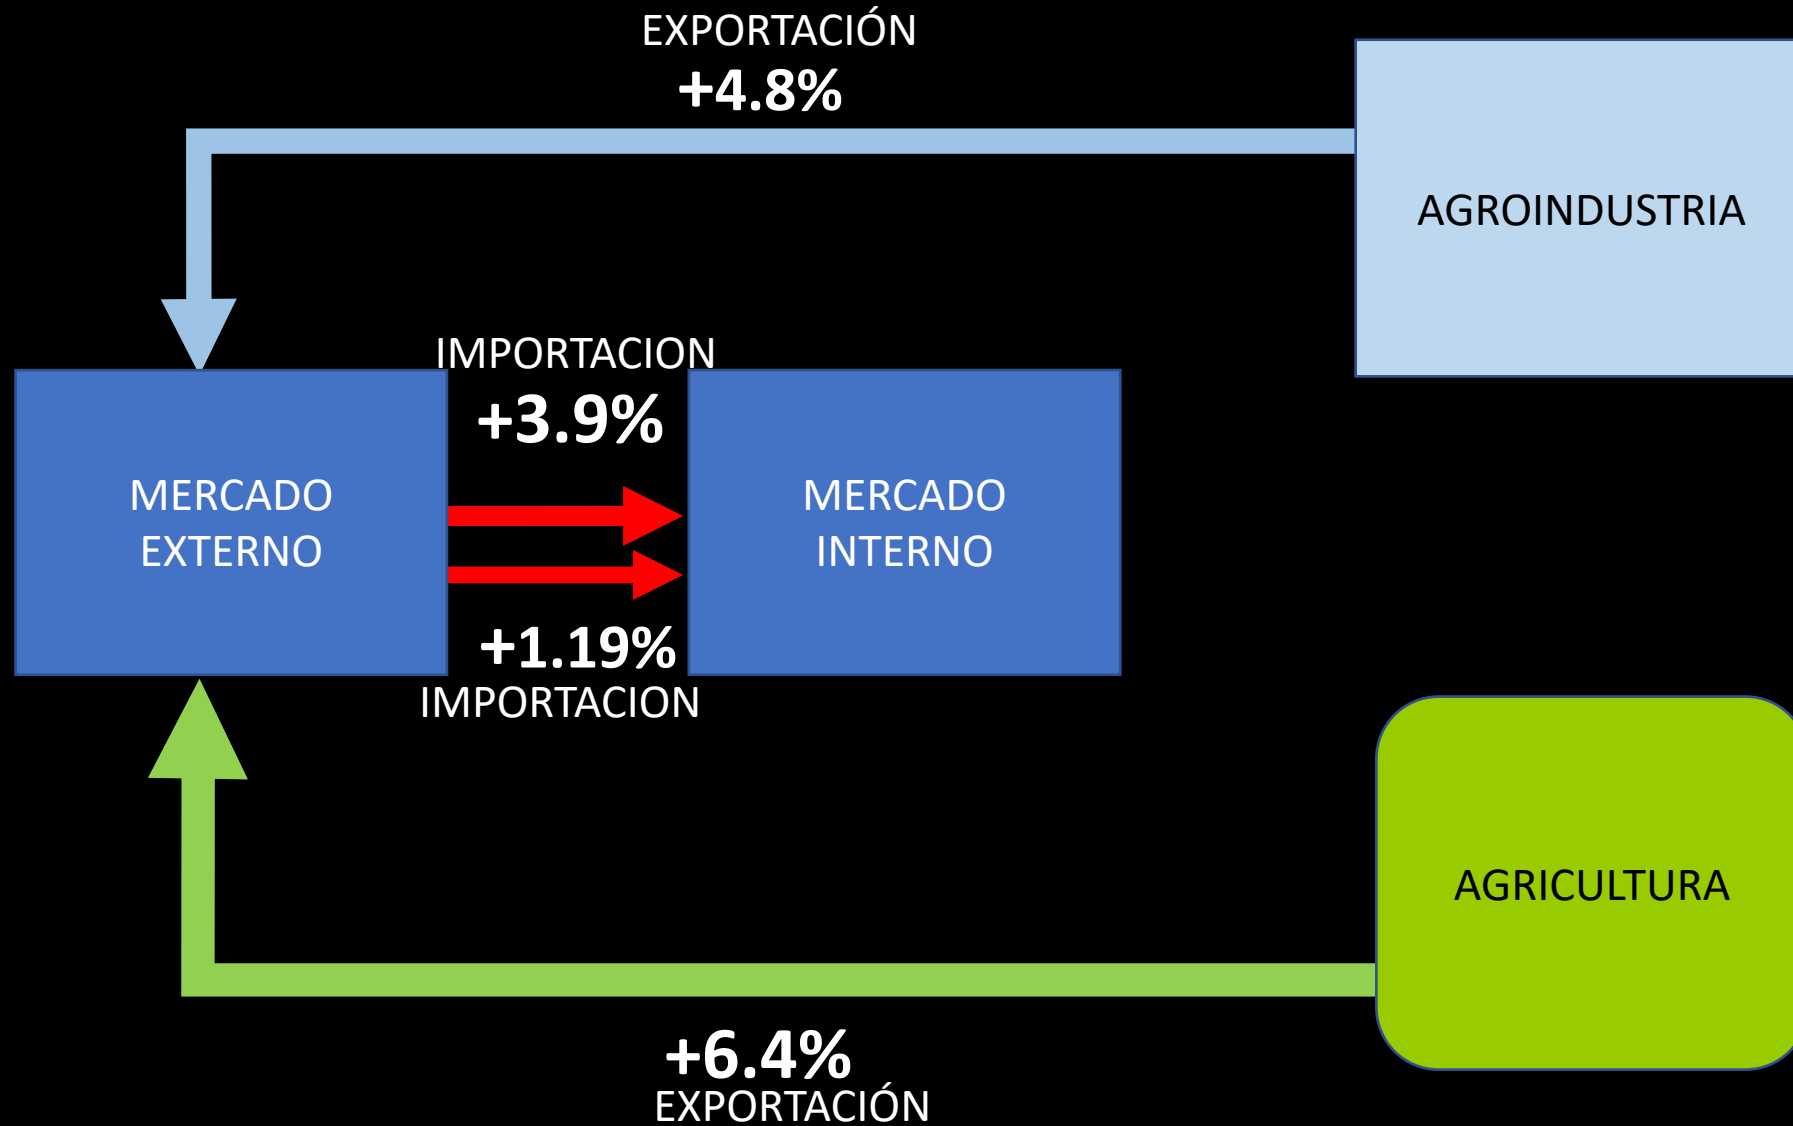 EXPORTACIÓN
+4.8%
AGROINDUSTRIA
IMPORTACION
+3.9%
MERCADO
EXTERNO
MERCADO
INTERNO
+1.19%
IMPORTACION
AGRICULTURA
+6.4%
EXPORTACIÓN